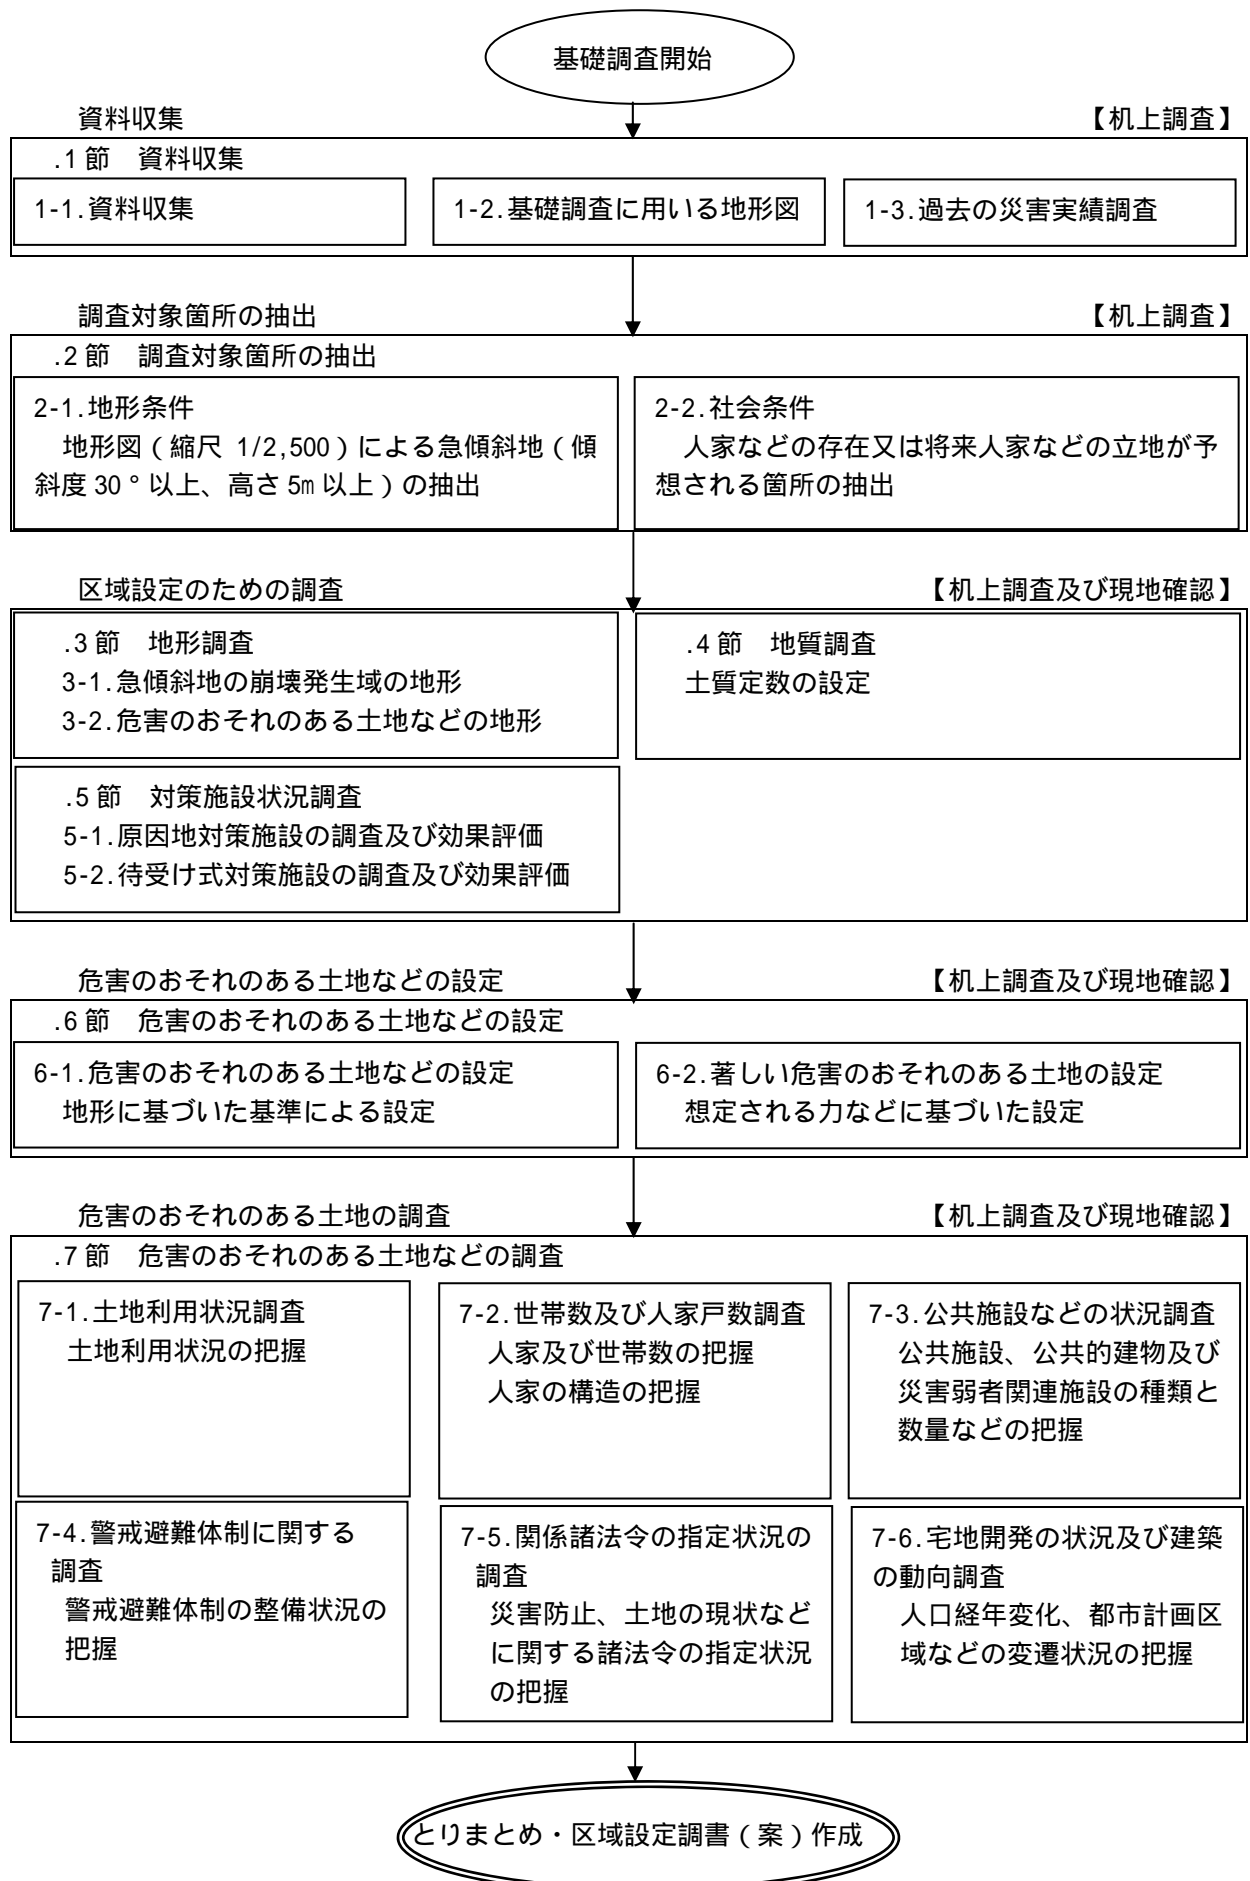 基礎調査開始
資料収集
【机上調査】
.1節 資料収集
1-1.資料収集
1-2.基礎調査に用いる地形図
1-3.過去の災害実績調査
調査対象箇所の抽出
【机上調査】
.2節 調査対象箇所の抽出
2-1.地形条件
地形図（縮尺 1/2,500）による急傾斜地（傾
斜度30°以上、高さ5m以上）の抽出
2-2.社会条件
人家などの存在又は将来人家などの立地が予
想される箇所の抽出
区域設定のための調査
【机上調査及び現地確認】
.3節 地形調査
3-1.急傾斜地の崩壊発生域の地形
3-2.危害のおそれのある土地などの地形
.4節 地質調査
土質定数の設定
.5節 対策施設状況調査
5-1.原因地対策施設の調査及び効果評価
5-2.待受け式対策施設の調査及び効果評価
危害のおそれのある土地などの設定
【机上調査及び現地確認】
.6節 危害のおそれのある土地などの設定
6-1.危害のおそれのある土地などの設定
地形に基づいた基準による設定
6-2.著しい危害のおそれのある土地の設定
想定される力などに基づいた設定
危害のおそれのある土地の調査
【机上調査及び現地確認】
.7節 危害のおそれのある土地などの調査
7-1.土地利用状況調査
土地利用状況の把握
7-2.世帯数及び人家戸数調査
人家及び世帯数の把握
人家の構造の把握
7-3.公共施設などの状況調査
公共施設、公共的建物及び
災害弱者関連施設の種類と
数量などの把握
7-4.警戒避難体制に関する
調査
警戒避難体制の整備状況の
把握
7-5.関係諸法令の指定状況の
調査
災害防止、土地の現状など
に関する諸法令の指定状況
の把握
7-6.宅地開発の状況及び建築
の動向調査
人口経年変化、都市計画区
域などの変遷状況の把握
とりまとめ・区域設定調書（案）作成